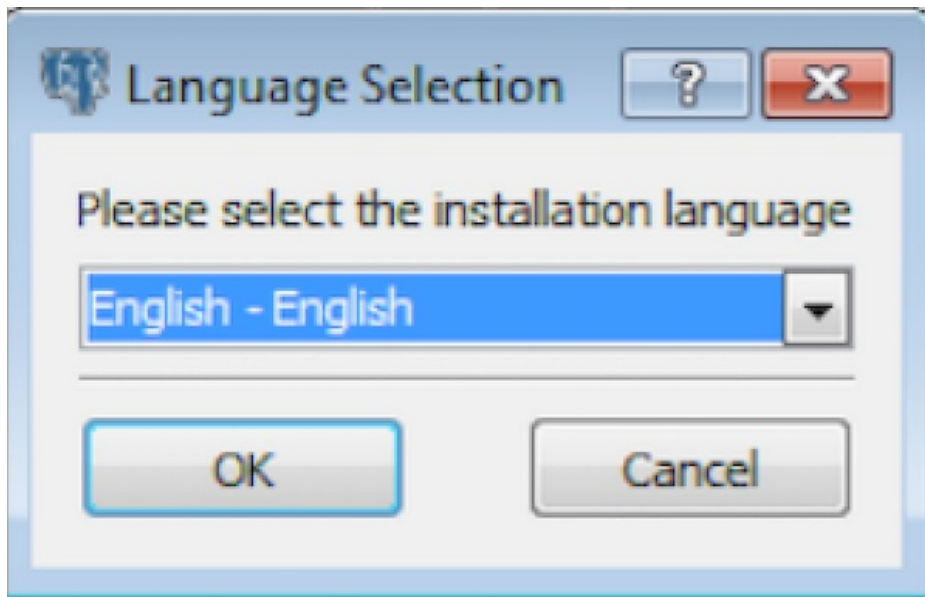 Language Selection
Please select the installation language
English - English
OK
Cancel